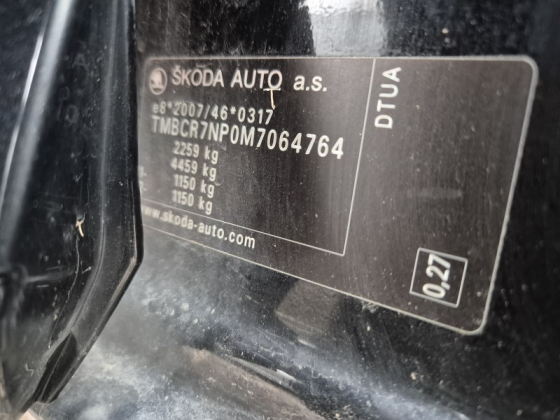 ŠKODA AUTO a.s.
e8*2007/46*0317
TMBCR7NP0M7064764
2259 kg
4459 kg
1150 kg
1150 kg
www.skoda-auto.com
DTUA
0,27